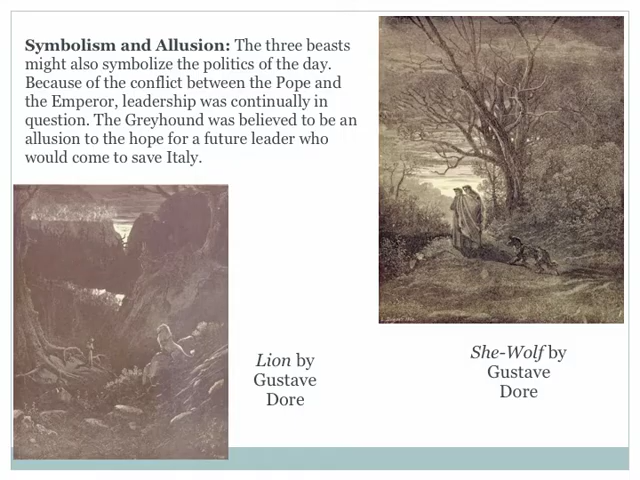 Symbolism and Allusion: The three beasts
might also symbolize the politics of the day.
Because of the conflict between the Pope and
the Emperor, leadership was continually in
question. The Greyhound was believed to be an
allusion to the hope for a future leader who
would come to save Italy.
Lion by
Gustave
Dore
She-Wolf by
Gustave
Dore